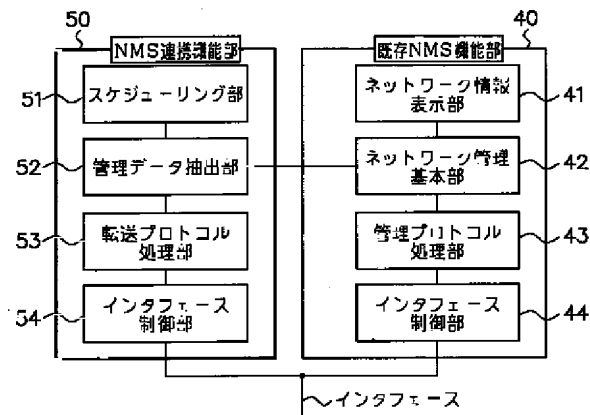 50
NMS連携機能部
51
スケジューリング部
52
管理データ抽出部
53
転送プロトコル
処理部
54
インタフェース
制御部
40
既存NMS機能部
ネットワーク情報
表示部
41
ネットワーク管理
基本部
42
管理プロトコル
処理部
43
インタフェース
制御部
44
インタフェース